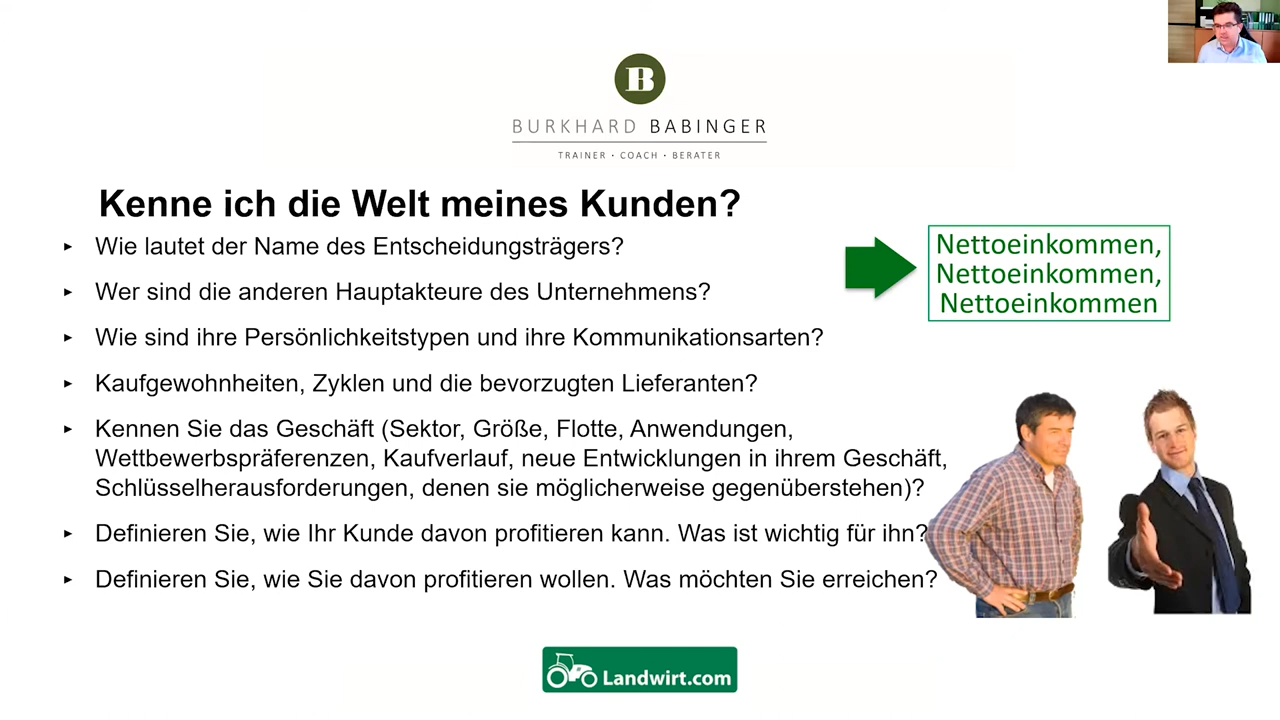 B
BURKHARD BABINGER
TRAINER • COACH • BERATER
Kenne ich die Welt meines Kunden?
▸ Wie lautet der Name des Entscheidungsträgers?
▸ Wer sind die anderen Hauptakteure des Unternehmens?
▸ Wie sind ihre Persönlichkeitstypen und ihre Kommunikationsarten?
▸ Kaufgewohnheiten, Zyklen und die bevorzugten Lieferanten?
▸ Kennen Sie das Geschäft (Sektor, Größe, Flotte, Anwendungen,
Wettbewerbspräferenzen, Kaufverlauf, neue Entwicklungen in ihrem Geschäft,
Schlüsselherausforderungen, denen sie möglicherweise gegenüberstehen)?
▸ Definieren Sie, wie Ihr Kunde davon profitieren kann. Was ist wichtig für ihn?
▸ Definieren Sie, wie Sie davon profitieren wollen. Was möchten Sie erreichen?
Nettoeinkommen,
Nettoeinkommen,
Nettoeinkommen
Landwirt.com